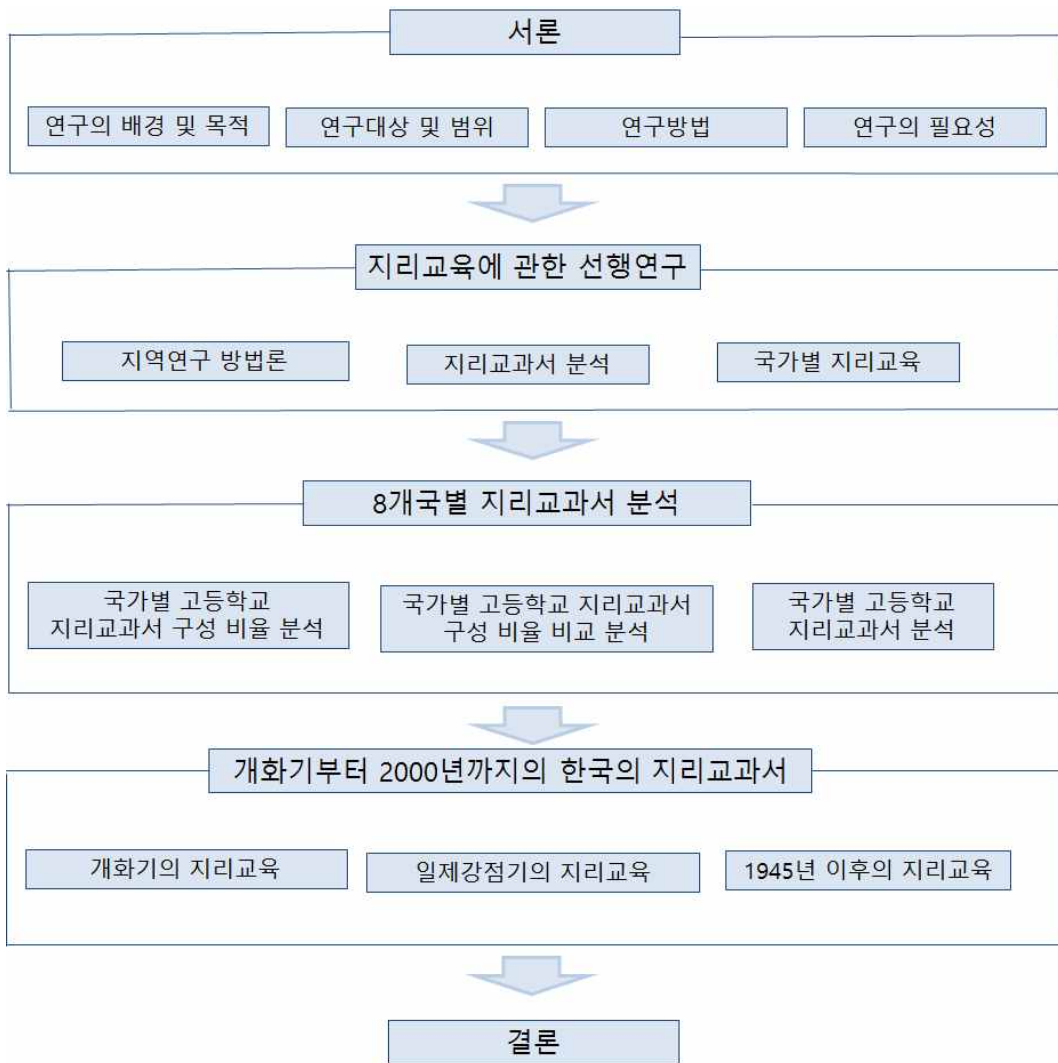 서론
연구의 배경 및 목적
연구대상 및 범위
연구방법
연구의 필요성
지리교육에 관한 선행연구
지역연구 방법론
지리교과서 분석
국가별 지리교육
8개국별 지리교과서 분석
국가별 고등학교
지리교과서 구성 비율 분석
국가별 고등학교 지리교과서
구성 비율 비교 분석
국가별 고등학교
지리교과서 분석
개화기부터 2000년까지의 한국의 지리교과서
개화기의 지리교육
일제강점기의 지리교육
1945년 이후의 지리교육
결론